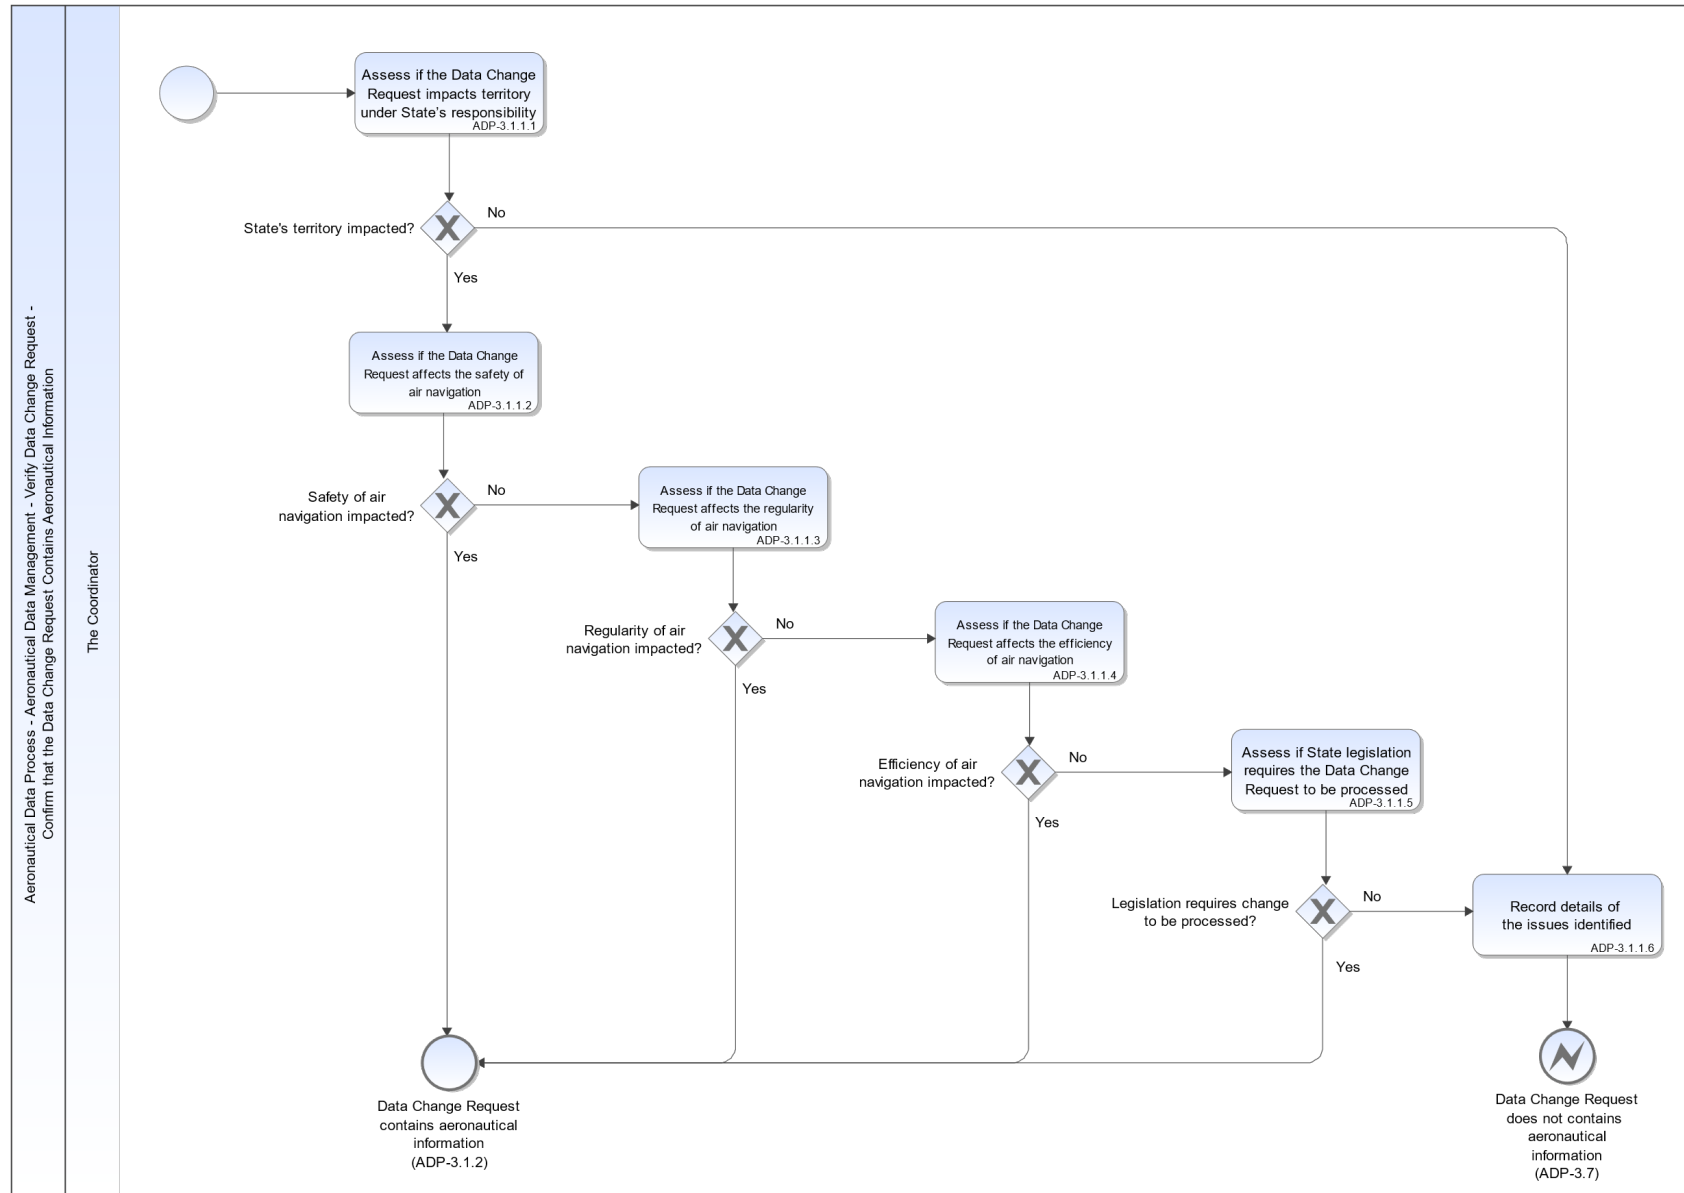 Aeronautical Data Process - Aeronautical Data Management - Verify Data Change Request -
Confirm that the Data Change Request Contains Aeronautical Information
The Coordinator
Assess if the Data Change
Request impacts territory
under State's responsibility
ADP-3.1.1.1
State's territory impacted?
No
Yes
Assess if the Data Change
Request affects the safety of
air navigation
ADP-3.1.1.2
Safety of air
navigation impacted?
No
Yes
Assess if the Data Change
Request affects the regularity
of air navigation
ADP-3.1.1.3
Regularity of air
navigation impacted?
No
Yes
Assess if the Data Change
Request affects the efficiency
of air navigation
ADP-3.1.1.4
Efficiency of air
navigation impacted?
No
Yes
Assess if State legislation
requires the Data Change
Request to be processed
ADP-3.1.1.5
Legislation requires change
to be processed?
No
Yes
Record details of
the issues identified
ADP-3.1.1.6
Data Change Request
contains aeronautical
information
(ADP-3.1.2)
Data Change Request
does not contains
aeronautical
information
(ADP-3.7)